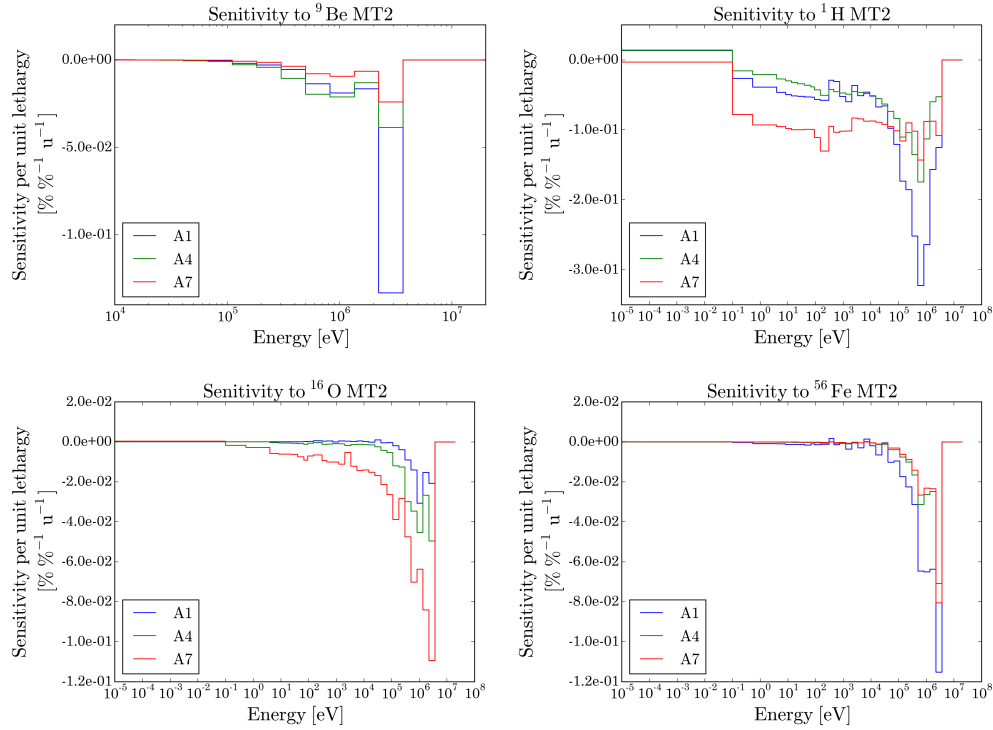 Senitivity to ⁹Be MT2
Sensitivity per unit lethargy
[% %⁻¹ u⁻¹]
0.0e+00
-5.0e-02
-1.0e-01
A1
A4
A7
10⁴ 10⁵ 10⁶ 10⁷
Energy [eV]
Senitivity to ¹H MT2
Sensitivity per unit lethargy
[% %⁻¹ u⁻¹]
0.0e+00
-1.0e-01
-2.0e-01
-3.0e-01
A1
A4
A7
10⁻⁵ 10⁻⁴ 10⁻³ 10⁻² 10⁻¹ 10⁰ 10¹ 10² 10³ 10⁴ 10⁵ 10⁶ 10⁷ 10⁸
Energy [eV]
Senitivity to ¹⁶O MT2
Sensitivity per unit lethargy
[% %⁻¹ u⁻¹]
2.0e-02
0.0e+00
-2.0e-02
-4.0e-02
-6.0e-02
-8.0e-02
-1.0e-01
-1.2e-01
A1
A4
A7
10⁻⁵ 10⁻⁴ 10⁻³ 10⁻² 10⁻¹ 10⁰ 10¹ 10² 10³ 10⁴ 10⁵ 10⁶ 10⁷ 10⁸
Energy [eV]
Senitivity to ⁵⁶Fe MT2
Sensitivity per unit lethargy
[% %⁻¹ u⁻¹]
2.0e-02
0.0e+00
-2.0e-02
-4.0e-02
-6.0e-02
-8.0e-02
-1.0e-01
-1.2e-01
A1
A4
A7
10⁻⁵ 10⁻⁴ 10⁻³ 10⁻² 10⁻¹ 10⁰ 10¹ 10² 10³ 10⁴ 10⁵ 10⁶ 10⁷ 10⁸
Energy [eV]